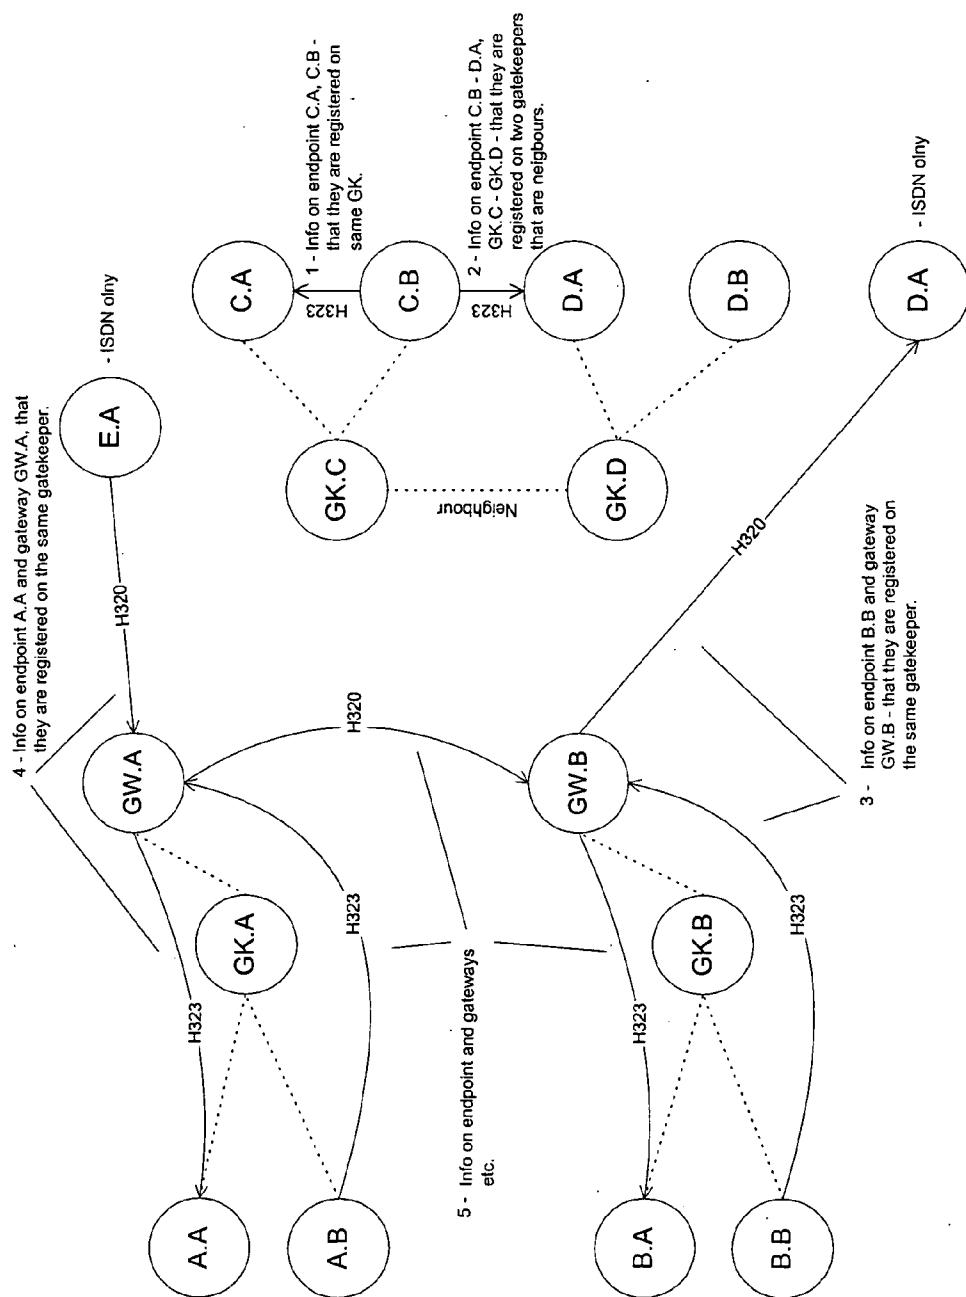 4 - Info on endpoint A.A and gateway GW.A, that
they are registered on the same gatekeeper.
E.A
- ISDN olny
H320
GW.A
A.A
H323
GK.A
A.B
H323
H320
C.A
H323
C.B
H323
D.A
D.B
1 - Info on endpoint C.A, C.B -
that they are registered on
same GK.
2 - Info on endpoint C.B - D.A,
GK.C - GK.D - that they are
registered on two gatekeepers
that are neigbours.
GK.C
Neighbour
GK.D
5 - Info on endpoint and gateways
etc.
GW.B
B.A
H323
GK.B
B.B
H323
H320
D.A
- ISDN olny
3 - Info on endpoint B.B and gateway
GW.B - that they are registered on
the same gatekeeper.